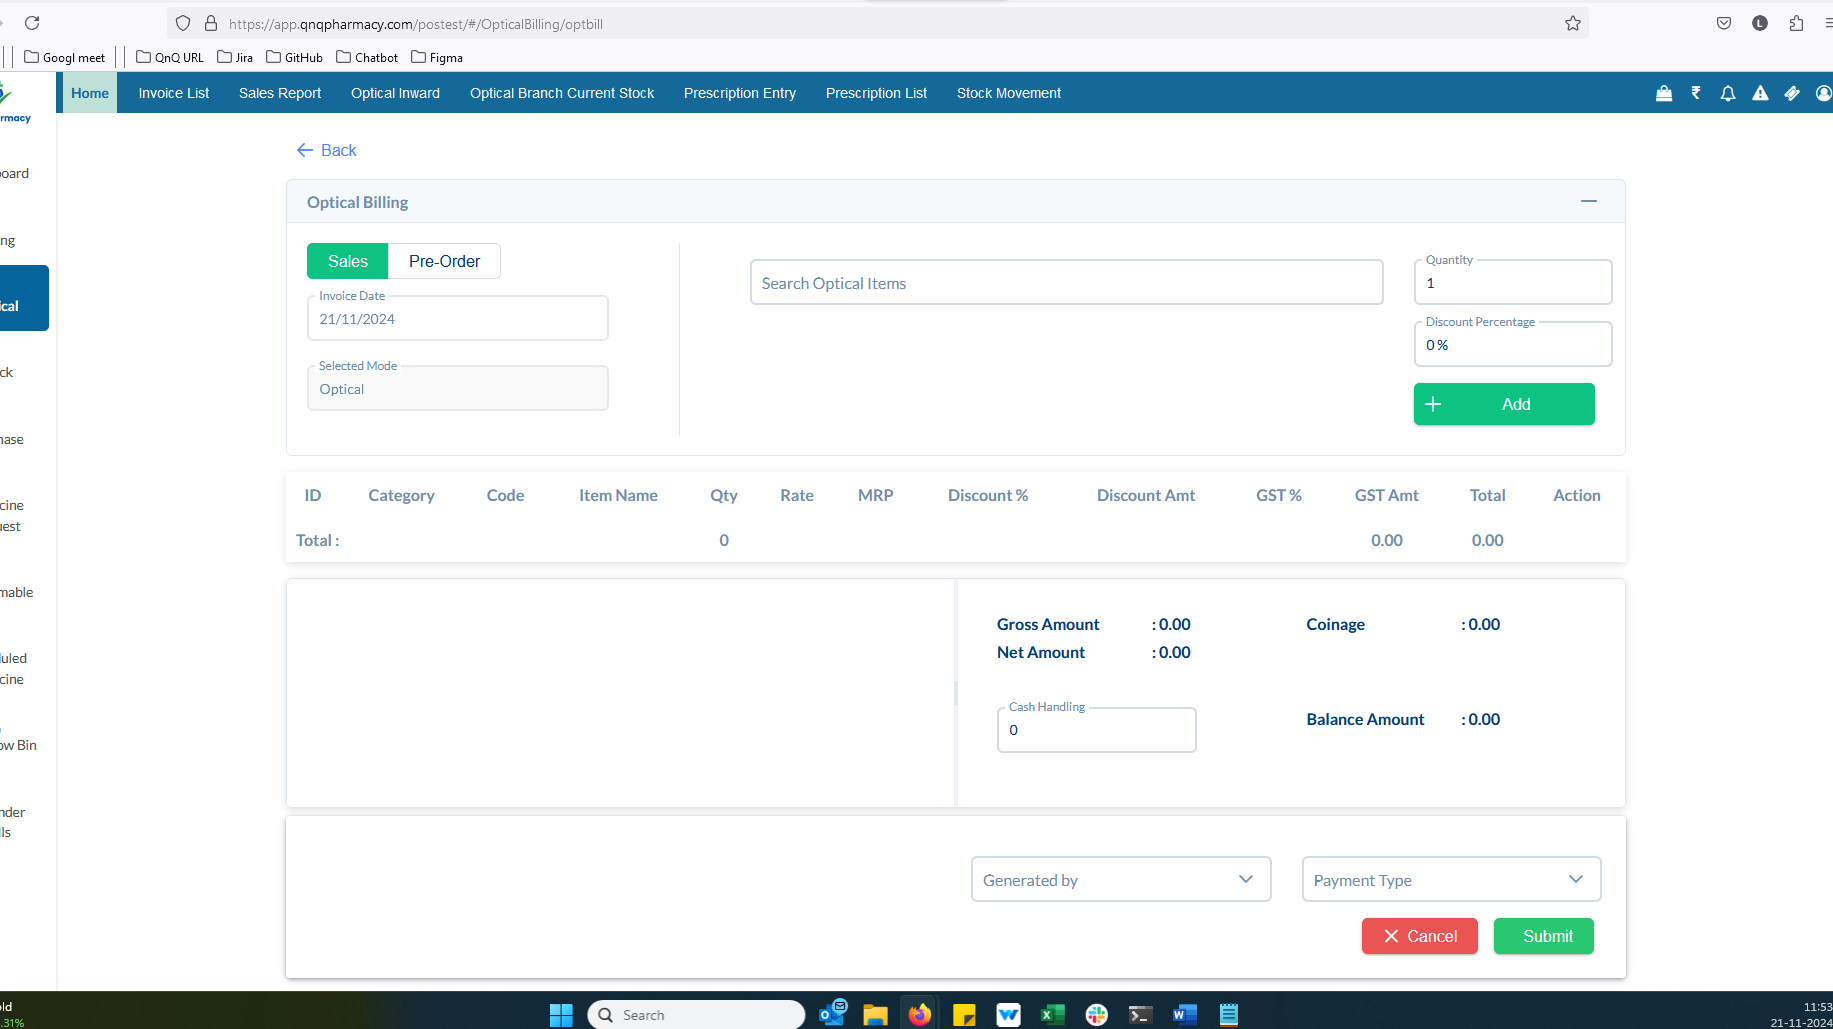 https://app.qnqpharmacy.com/postest/#/OpticalBilling/optbill
L
Googl meet QnQ URL Jira GitHub Chatbot Figma
rmacy
Home Invoice List Sales Report Optical Inward Optical Branch Current Stock Prescription Entry Prescription List Stock Movement
oard
ng
ical
ck
hase
cine
uest
mable
uled
cine
ow Bin
nder
lls
Back
Optical Billing
Sales Pre-Order
Invoice Date
21/11/2024
Selected Mode
Optical
Search Optical Items
Quantity
1
Discount Percentage
0 %
Add
ID Category Code Item Name Qty Rate MRP Discount % Discount Amt GST % GST Amt Total Action
Total : 0 0.00 0.00
Gross Amount : 0.00 Coinage : 0.00
Net Amount : 0.00
Cash Handling
0
Balance Amount : 0.00
Generated by Payment Type
Cancel Submit
old
.31%
Search
11:53
21-11-2024